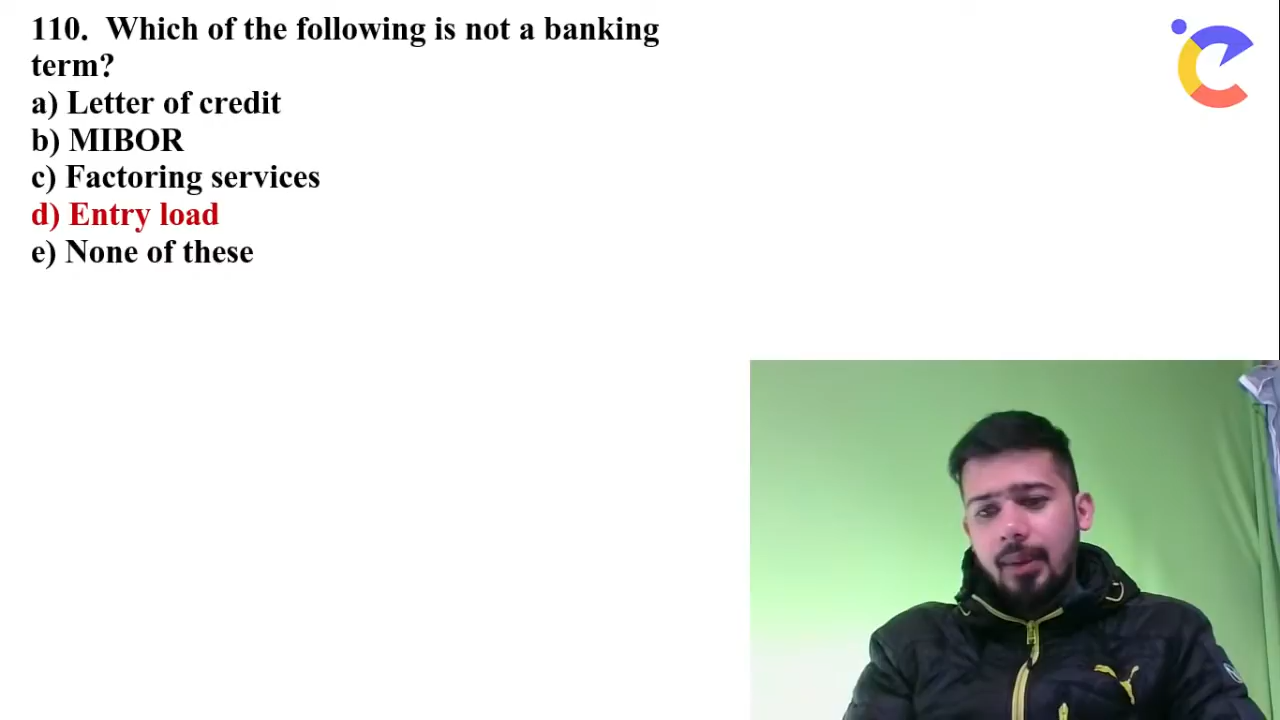 110.  Which of the following is not a banking
term?
a) Letter of credit
b) MIBOR
c) Factoring services
d) Entry load
e) None of these